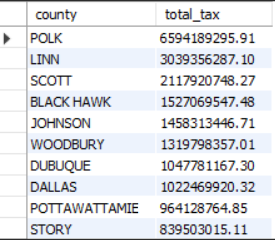 county total_tax
POLK 6594189295.91
LINN 3039356287.10
SCOTT 2117920748.27
BLACK HAWK 1527069547.48
JOHNSON 1458313446.71
WOODBURY 1319798357.01
DUBUQUE 1047781167.30
DALLAS 1022469920.32
POTTAWATTAMIE 964128764.85
STORY 839503015.11